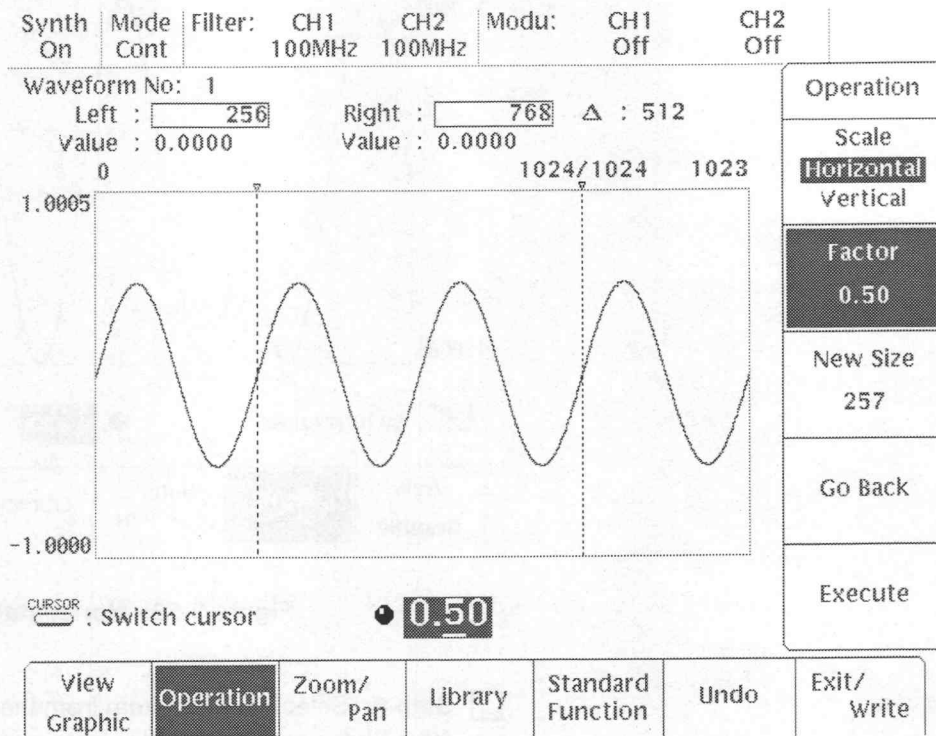 Synth Mode Filter: CH1 CH2 Modu: CH1 CH2
On Cont 100MHz 100MHz Off Off
Waveform No: 1
Left : 256 Right : 768 Δ : 512
Value : 0.0000 Value : 0.0000
0 1024/1024 1023
1.0005
-1.0000
Operation
Scale
Horizontal
Vertical
Factor
0.50
New Size
257
Go Back
Execute
CURSOR : Switch cursor 0.50
View Graphic
Operation
Zoom/ Pan
Library
Standard Function
Undo
Exit/ Write